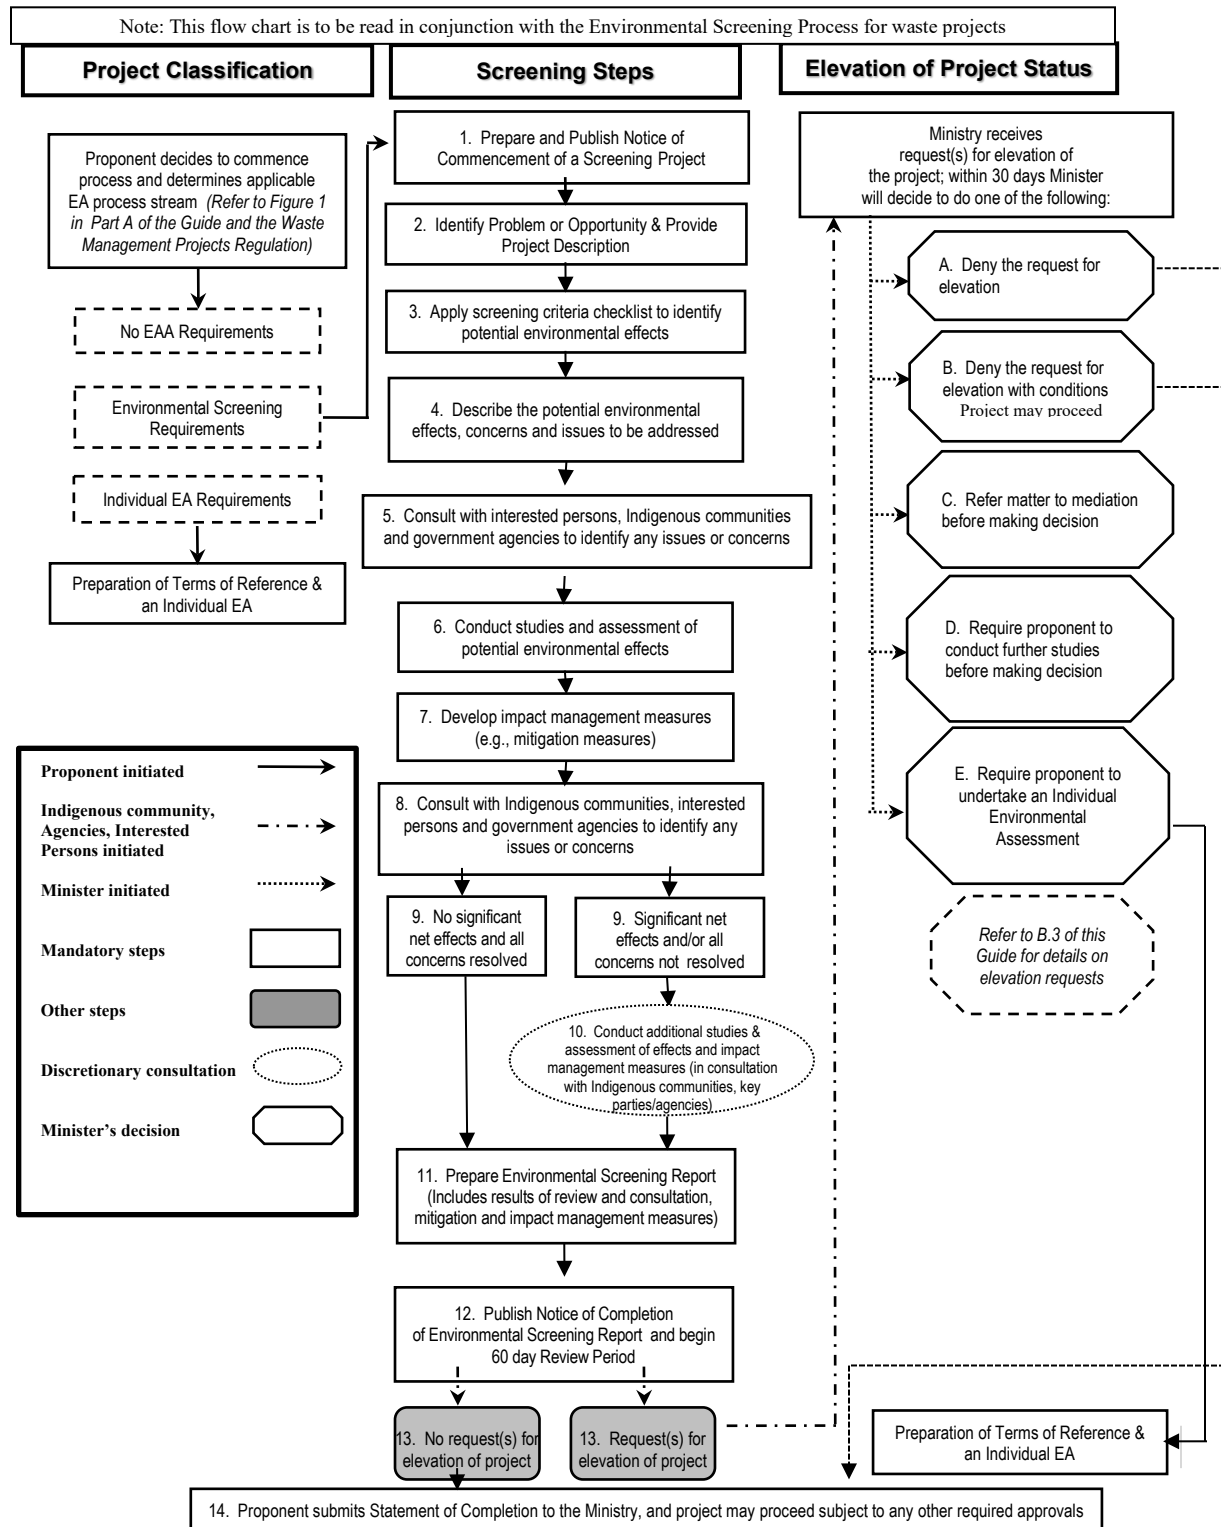 Note: This flow chart is to be read in conjunction with the Environmental Screening Process for waste projects
Project Classification
Screening Steps
Elevation of Project Status
Proponent decides to commence
process and determines applicable
EA process stream (Refer to Figure 1
in Part A of the Guide and the Waste
Management Projects Regulation)
No EAA Requirements
Environmental Screening
Requirements
Individual EA Requirements
Preparation of Terms of Reference &
an Individual EA
1. Prepare and Publish Notice of
Commencement of a Screening Project
2. Identify Problem or Opportunity & Provide
Project Description
3. Apply screening criteria checklist to identify
potential environmental effects
4. Describe the potential environmental
effects, concerns and issues to be addressed
5. Consult with interested persons, Indigenous communities
and government agencies to identify any issues or concerns
6. Conduct studies and assessment of
potential environmental effects
7. Develop impact management measures
(e.g., mitigation measures)
8. Consult with Indigenous communities, interested
persons and government agencies to identify any
issues or concerns
9. No significant
net effects and all
concerns resolved
9. Significant net
effects and/or all
concerns not resolved
10. Conduct additional studies &
assessment of effects and impact
management measures (in consultation
with Indigenous communities, key
parties/agencies)
11. Prepare Environmental Screening Report
(Includes results of review and consultation,
mitigation and impact management measures)
12. Publish Notice of Completion
of Environmental Screening Report and begin
60 day Review Period
13. No request(s) for
elevation of project
13. Request(s) for
elevation of project
14. Proponent submits Statement of Completion to the Ministry, and project may proceed subject to any other required approvals
Ministry receives
request(s) for elevation of
the project; within 30 days Minister
will decide to do one of the following:
A. Deny the request for
elevation
B. Deny the request for
elevation with conditions
Project may proceed
C. Refer matter to mediation
before making decision
D. Require proponent to
conduct further studies
before making decision
E. Require proponent to
undertake an Individual
Environmental
Assessment
Refer to B.3 of this
Guide for details on
elevation requests
Preparation of Terms of Reference &
an Individual EA
Proponent initiated
Indigenous community,
Agencies, Interested
Persons initiated
Minister initiated
Mandatory steps
Other steps
Discretionary consultation
Minister's decision